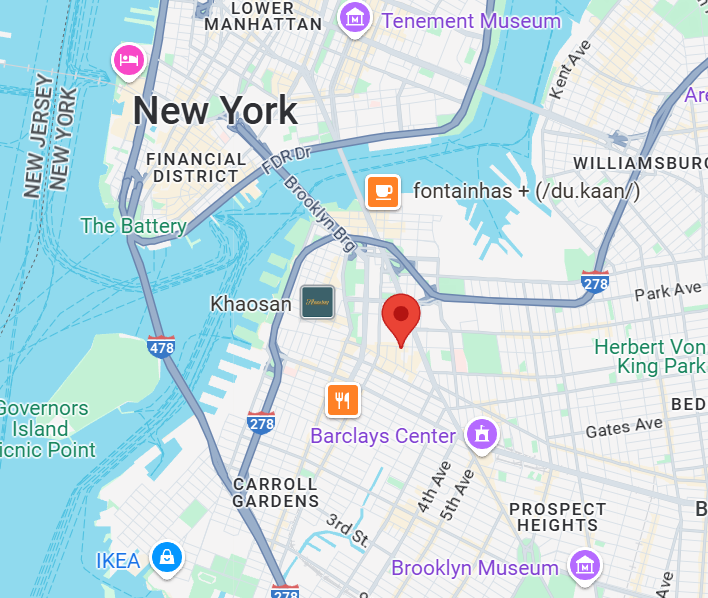 LOWER
MANHATTAN
Tenement Museum
Kent Ave
Are
NEW JERSEY
NEW YORK
New York
FINANCIAL
DISTRICT
FDR Dr
WILLIAMSBURG
fontainhas + (/du.kaan/)
Brooklyn Brg
The Battery
278
Park Ave
Khaosan
478
Herbert Von
King Park
Governors
Island
icnic Point
278
BED
Gates Ave
Barclays Center
4th Ave
5th Ave
CARROLL
GARDENS
3rd St.
PROSPECT
HEIGHTS
B
IKEA
Brooklyn Museum
Ave
278